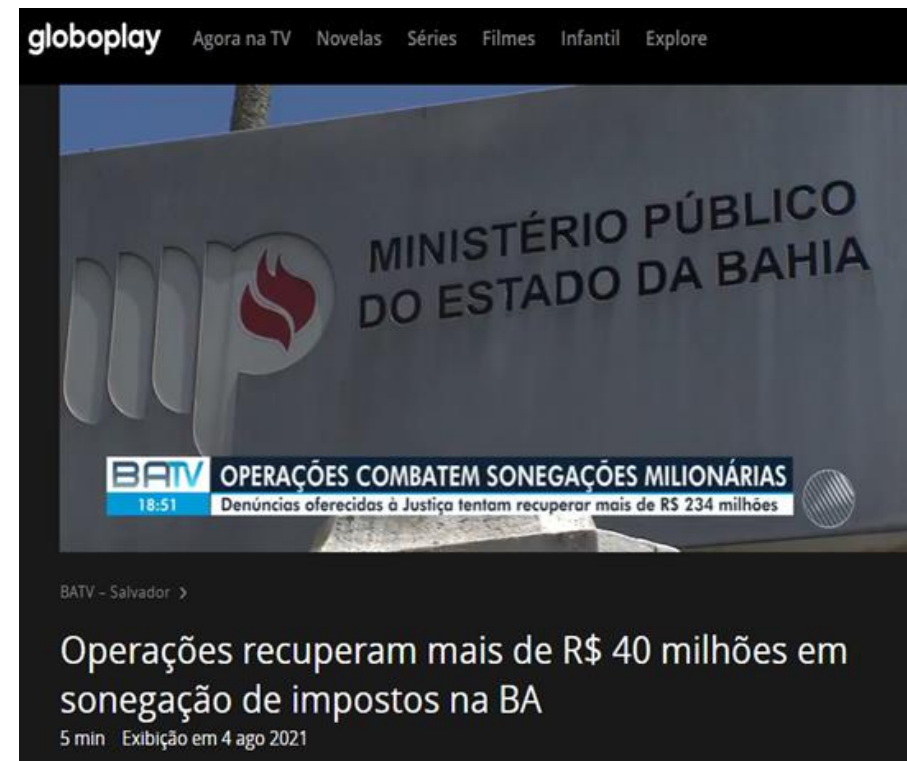 globoplay Agora na TV Novelas Séries Filmes Infantil Explore
mp MINISTÉRIO PÚBLICO
DO ESTADO DA BAHIA
BATV OPERAÇÕES COMBATEM SONEGAÇÕES MILIONÁRIAS
18:51 Denúncias oferecidas à Justiça tentam recuperar mais de R$ 234 milhões
BATV – Salvador >
Operações recuperam mais de R$ 40 milhões em
sonegação de impostos na BA
5 min Exibição em 4 ago 2021